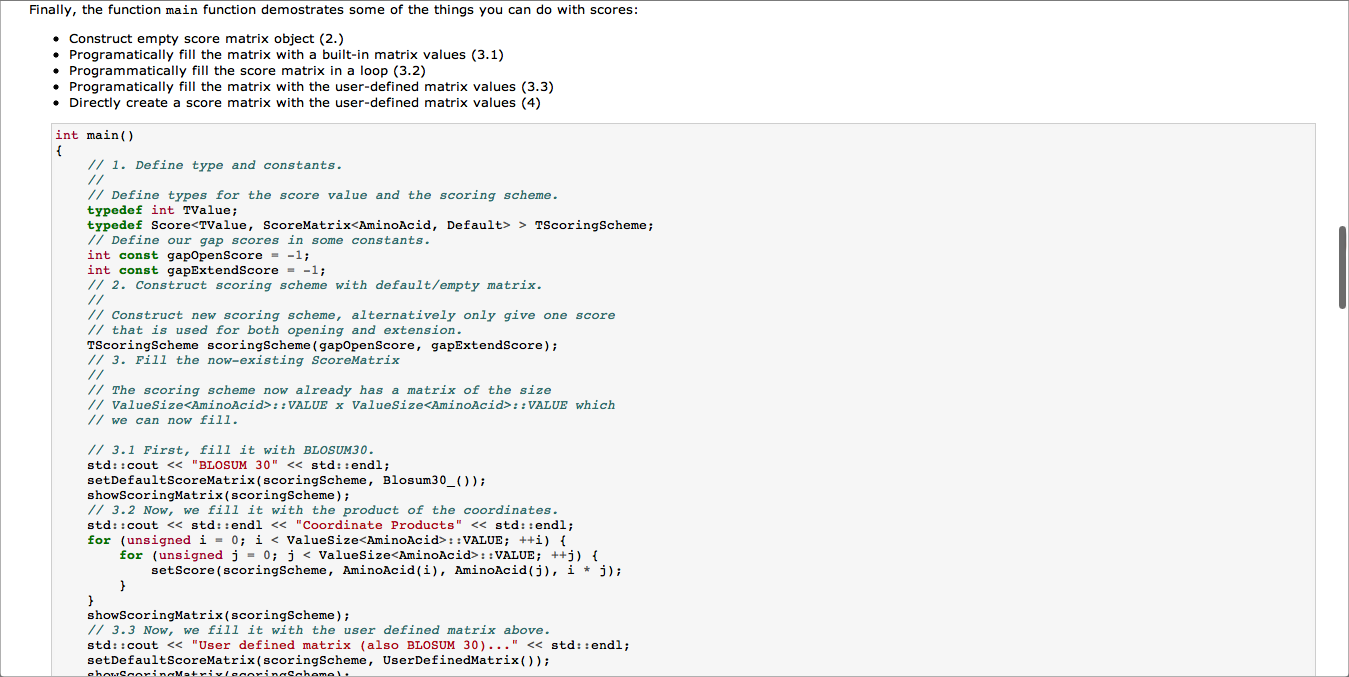 Finally, the function main function demostrates some of the things you can do with scores:
• Construct empty score matrix object (2.)
• Programatically fill the matrix with a built-in matrix values (3.1)
• Programmatically fill the score matrix in a loop (3.2)
• Programatically fill the matrix with the user-defined matrix values (3.3)
• Directly create a score matrix with the user-defined matrix values (4)
int main()
{
    // 1. Define type and constants.
    //
    // Define types for the score value and the scoring scheme.
    typedef int TValue;
    typedef Score<TValue, ScoreMatrix<AminoAcid, Default> > TScoringScheme;
    // Define our gap scores in some constants.
    int const gapOpenScore = -1;
    int const gapExtendScore = -1;
    // 2. Construct scoring scheme with default/empty matrix.
    //
    // Construct new scoring scheme, alternatively only give one score
    // that is used for both opening and extension.
    TScoringScheme scoringScheme(gapOpenScore, gapExtendScore);
    // 3. Fill the now-existing ScoreMatrix
    //
    // The scoring scheme now already has a matrix of the size
    // ValueSize<AminoAcid>::VALUE x ValueSize<AminoAcid>::VALUE which
    // we can now fill.

    // 3.1 First, fill it with BLOSUM30.
    std::cout << "BLOSUM 30" << std::endl;
    setDefaultScoreMatrix(scoringScheme, Blosum30_());
    showScoringMatrix(scoringScheme);
    // 3.2 Now, we fill it with the product of the coordinates.
    std::cout << std::endl << "Coordinate Products" << std::endl;
    for (unsigned i = 0; i < ValueSize<AminoAcid>::VALUE; ++i) {
        for (unsigned j = 0; j < ValueSize<AminoAcid>::VALUE; ++j) {
            setScore(scoringScheme, AminoAcid(i), AminoAcid(j), i * j);
        }
    }
    showScoringMatrix(scoringScheme);
    // 3.3 Now, we fill it with the user defined matrix above.
    std::cout << "User defined matrix (also BLOSUM 30)..." << std::endl;
    setDefaultScoreMatrix(scoringScheme, UserDefinedMatrix());
    showScoringMatrix(scoringScheme);